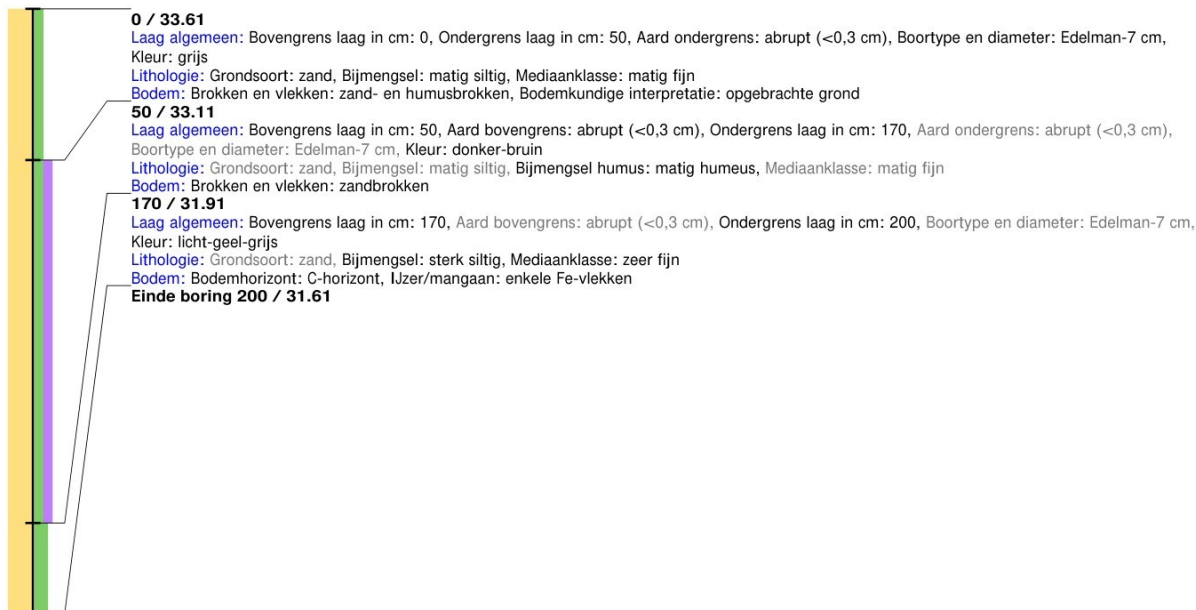 0 / 33.61
Laag algemeen: Bovengrens laag in cm: 0, Ondergrens laag in cm: 50, Aard ondergrens: abrupt (<0,3 cm), Boortype en diameter: Edelman-7 cm,
Kleur: grijs
Lithologie: Grondsoort: zand, Bijmengsel: matig siltig, Mediaanklasse: matig fijn
Bodem: Brokken en vlekken: zand- en humusbrokken, Bodemkundige interpretatie: opgebrachte grond
50 / 33.11
Laag algemeen: Bovengrens laag in cm: 50, Aard bovengrens: abrupt (<0,3 cm), Ondergrens laag in cm: 170, Aard ondergrens: abrupt (<0,3 cm),
Boortype en diameter: Edelman-7 cm, Kleur: donker-bruin
Lithologie: Grondsoort: zand, Bijmengsel: matig siltig, Bijmengsel humus: matig humeus, Mediaanklasse: matig fijn
Bodem: Brokken en vlekken: zandbrokken
170 / 31.91
Laag algemeen: Bovengrens laag in cm: 170, Aard bovengrens: abrupt (<0,3 cm), Ondergrens laag in cm: 200, Boortype en diameter: Edelman-7 cm,
Kleur: licht-geel-grijs
Lithologie: Grondsoort: zand, Bijmengsel: sterk siltig, Mediaanklasse: zeer fijn
Bodem: Bodemhorizont: C-horizont, IJzer/mangaan: enkele Fe-vlekken
Einde boring 200 / 31.61